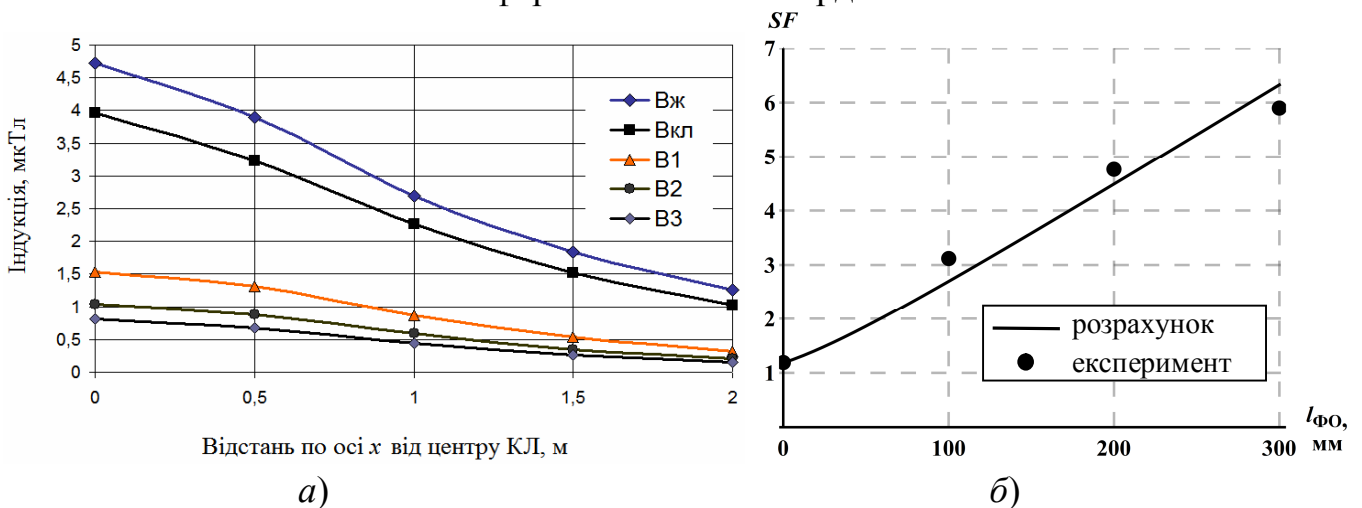 SF
5
4,5
4
3,5
3
2,5
2
1,5
1
0,5
0
0
0,5
1
1,5
2
Індукція, мкТл
Відстань по осі x від центру КЛ, м
Вж
Вкл
В1
В2
В3
а)
7
6
5
4
3
2
1
0
100
200
300
lФО,
мм
розрахунок
експеримент
б)